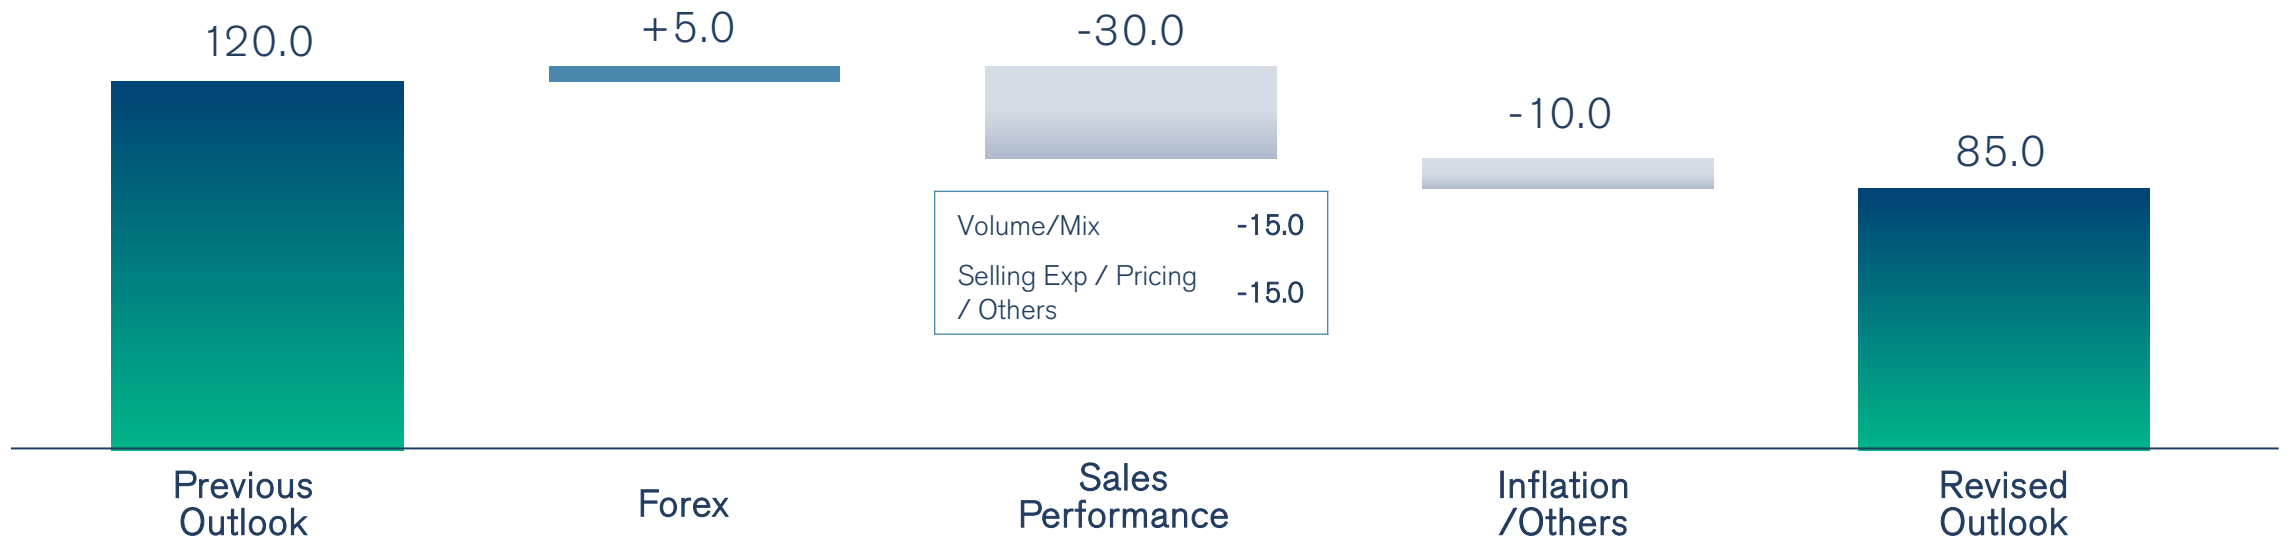 120.0
+5.0
-30.0
-10.0
85.0
Volume/Mix -15.0
Selling Exp / Pricing
/ Others -15.0
Previous
Outlook
Forex
Sales
Performance
Inflation
/Others
Revised
Outlook